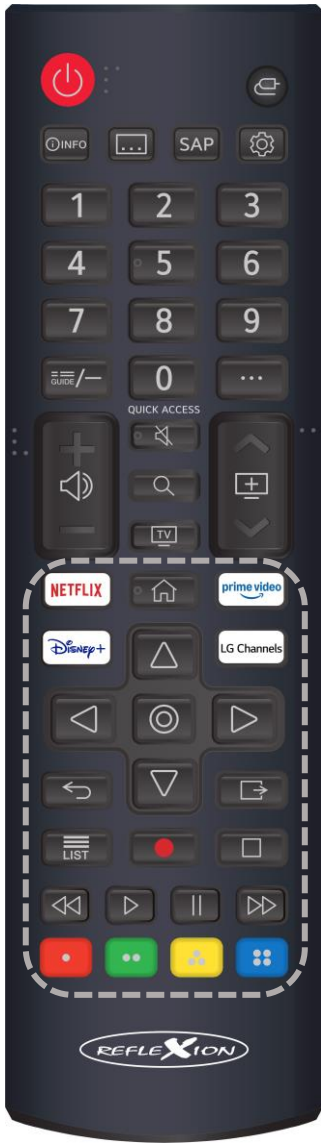 INFO ... SAP
1 2 3
4 5 6
7 8 9
GUIDE/— 0 ...
QUICK ACCESS
+
—
TV
NETFLIX prime video
Disney+ LG Channels
LIST
REFLEXION